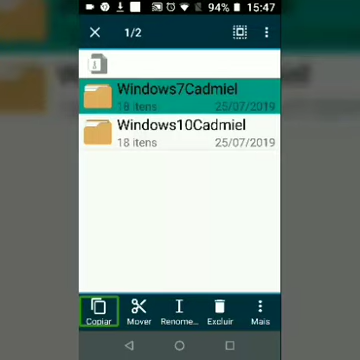 94% 15:47
1/2
Windows7Cadmiel
18 itens 25/07/2019
Windows10Cadmiel
18 itens 25/07/2019
Copiar Mover Renome... Excluir Mais